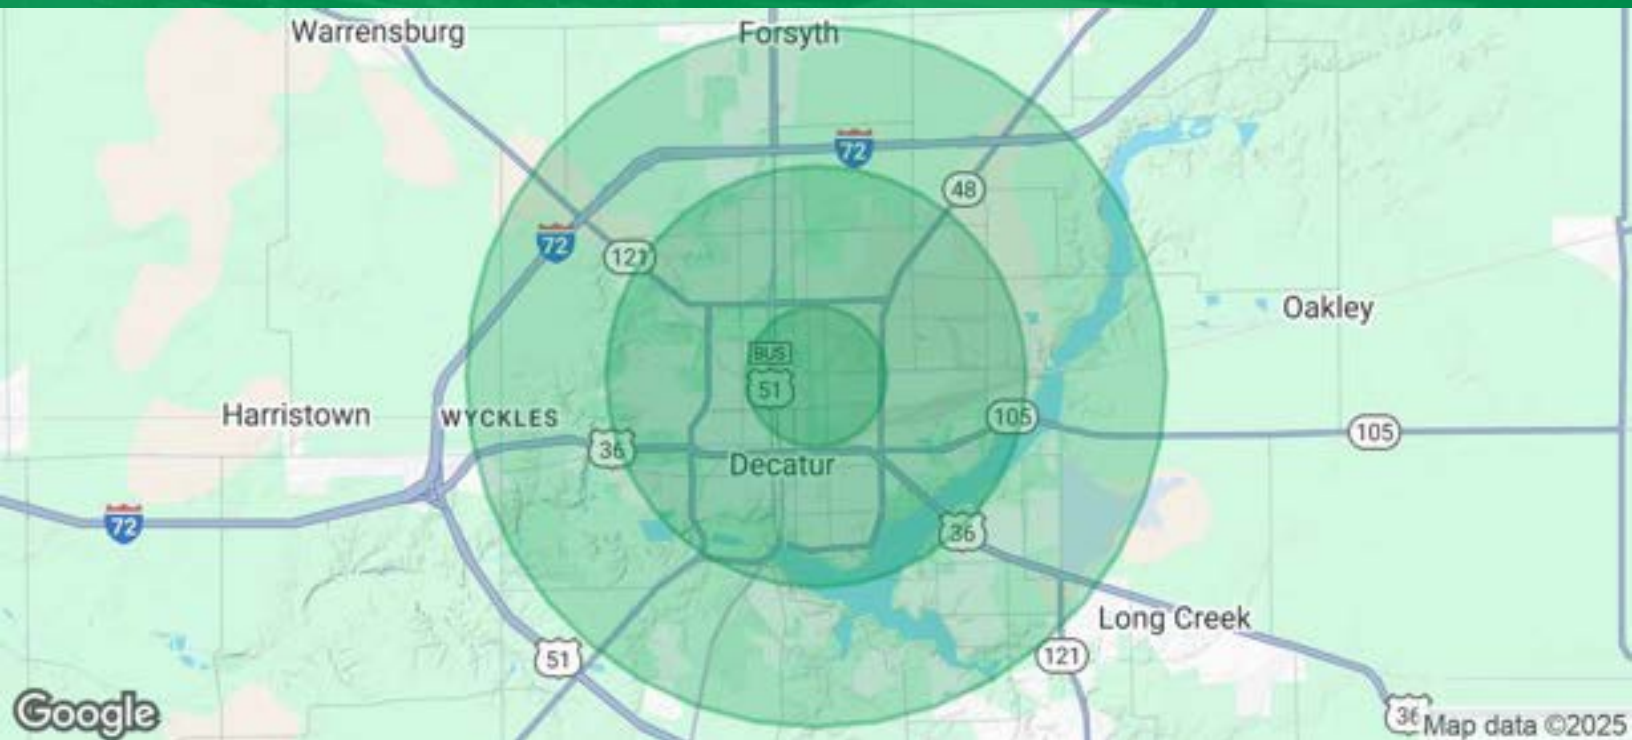 Warrensburg
Forsyth
72
48
72
121
Oakley
BUS
51
Harristown
WYCKLES
105
105
36
Decatur
72
36
Long Creek
51
121
Google
36
Map data ©2025